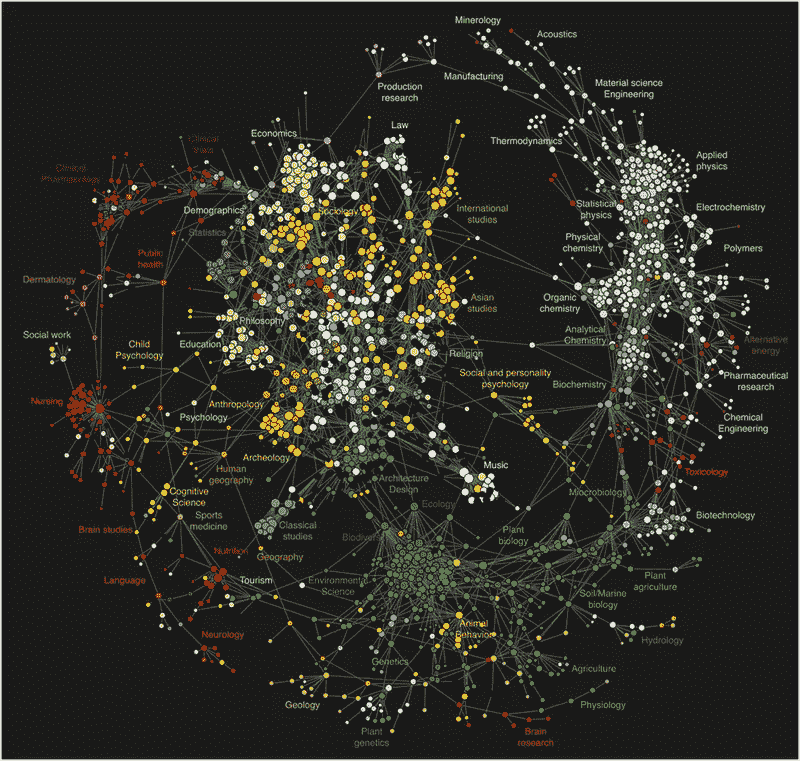 Minerology
Acoustics
Manufacturing
Production
research
Material science
Engineering
Economics
Law
Thermodynamics
Clinical
trials
Clinical
Pharmacology
Applied
physics
Demographics
Sociology
International
studies
Statistical
physics
Electrochemistry
Statistics
Physical
chemistry
Polymers
Public
health
Dermatology
Organic
chemistry
Asian
studies
Philosophy
Social work
Child
Psychology
Education
Analytical
Chemistry
Alternative
energy
Religion
Social and personality
psychology
Biochemistry
Pharmaceutical
research
Nursing
Anthropology
Psychology
Chemical
Engineering
Archeology
Human
geography
Music
Toxicology
Architecture
Design
Cognitive
Science
Microbiology
Ecology
Sports
medicine
Brain studies
Classical
studies
Plant
biology
Biotechnology
Nutrition
Geography
Language
Tourism
Environmental
Science
Plant
agriculture
Soil/Marine
biology
Animal
Behavior
Neurology
Hydrology
Genetics
Agriculture
Geology
Physiology
Plant
genetics
Brain
research